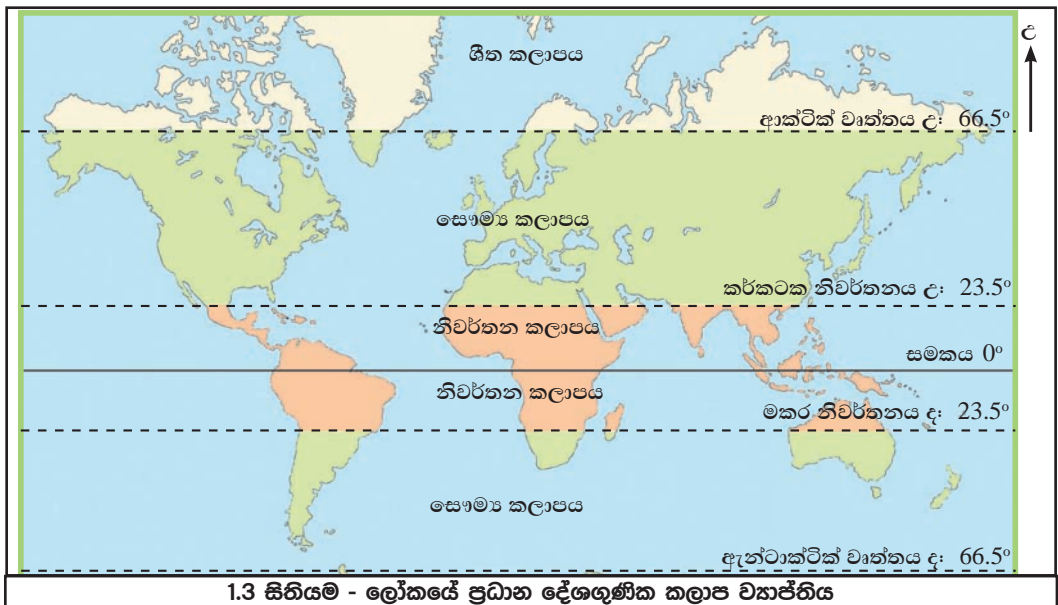 ශීත කලාපය
උ
ආක්ටික් වෘත්තය උ: 66.5°
සෞම්‍ය කලාපය
කර්කටක නිවර්තනය උ: 23.5°
නිවර්තන කලාපය
සමකය 0°
නිවර්තන කලාපය
මකර නිවර්තනය ද: 23.5°
සෞම්‍ය කලාපය
ඇන්ටාක්ටික් වෘත්තය ද: 66.5°
1.3 සිතියම - ලෝකයේ ප්‍රධාන දේශගුණික කලාප ව්‍යාප්තිය